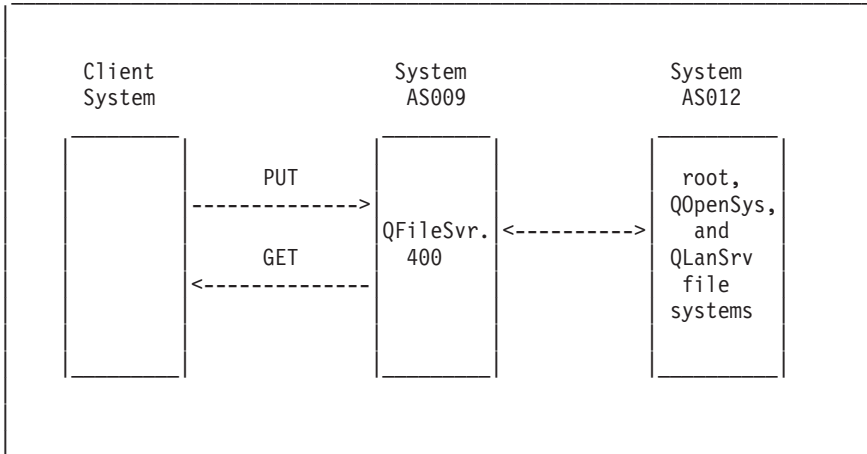 Client System System
System AS009 AS012
PUT root,
QOpenSys,
QFileSvr. and
GET 400 QLanSrv
file
systems